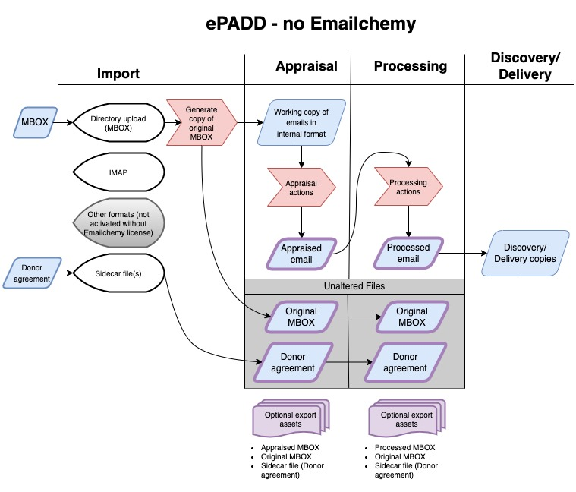 ePADD - no Emailchemy
Import
Appraisal
Processing
Discovery/
Delivery
MBOX
Directory upload
(MBOX)
Generate
copy of
original
MBOX
Working copy of
emails in
internal format
IMAP
Appraisal
actions
Processing
actions
Other formats (not
activated without
Emailchemy license)
Appraised
email
Processed
email
Discovery/
Delivery copies
Donor
agreement
Sidecar file(s)
Unaltered Files
Original
MBOX
Original
MBOX
Donor
agreement
Donor
agreement
Optional export
assets
Optional export
assets
• Appraised MBOX
• Original MBOX
• Sidecar file (Donor
agreement)
• Processed MBOX
• Original MBOX
• Sidecar file (Donor
agreement)